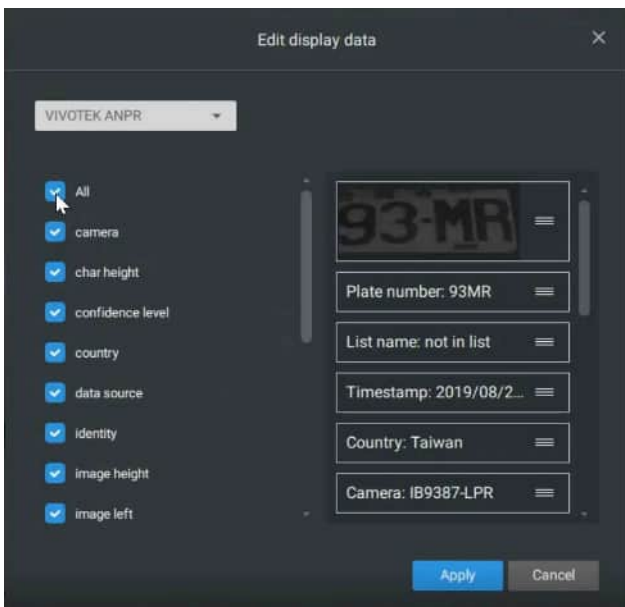 Edit display data
VIVOTEK ANPR
All
camera
char height
confidence level
country
data source
identity
image height
image left
93-MR
Plate number: 93MR
List name: not in list
Timestamp: 2019/08/2...
Country: Taiwan
Camera: IB9387-LPR
Apply
Cancel